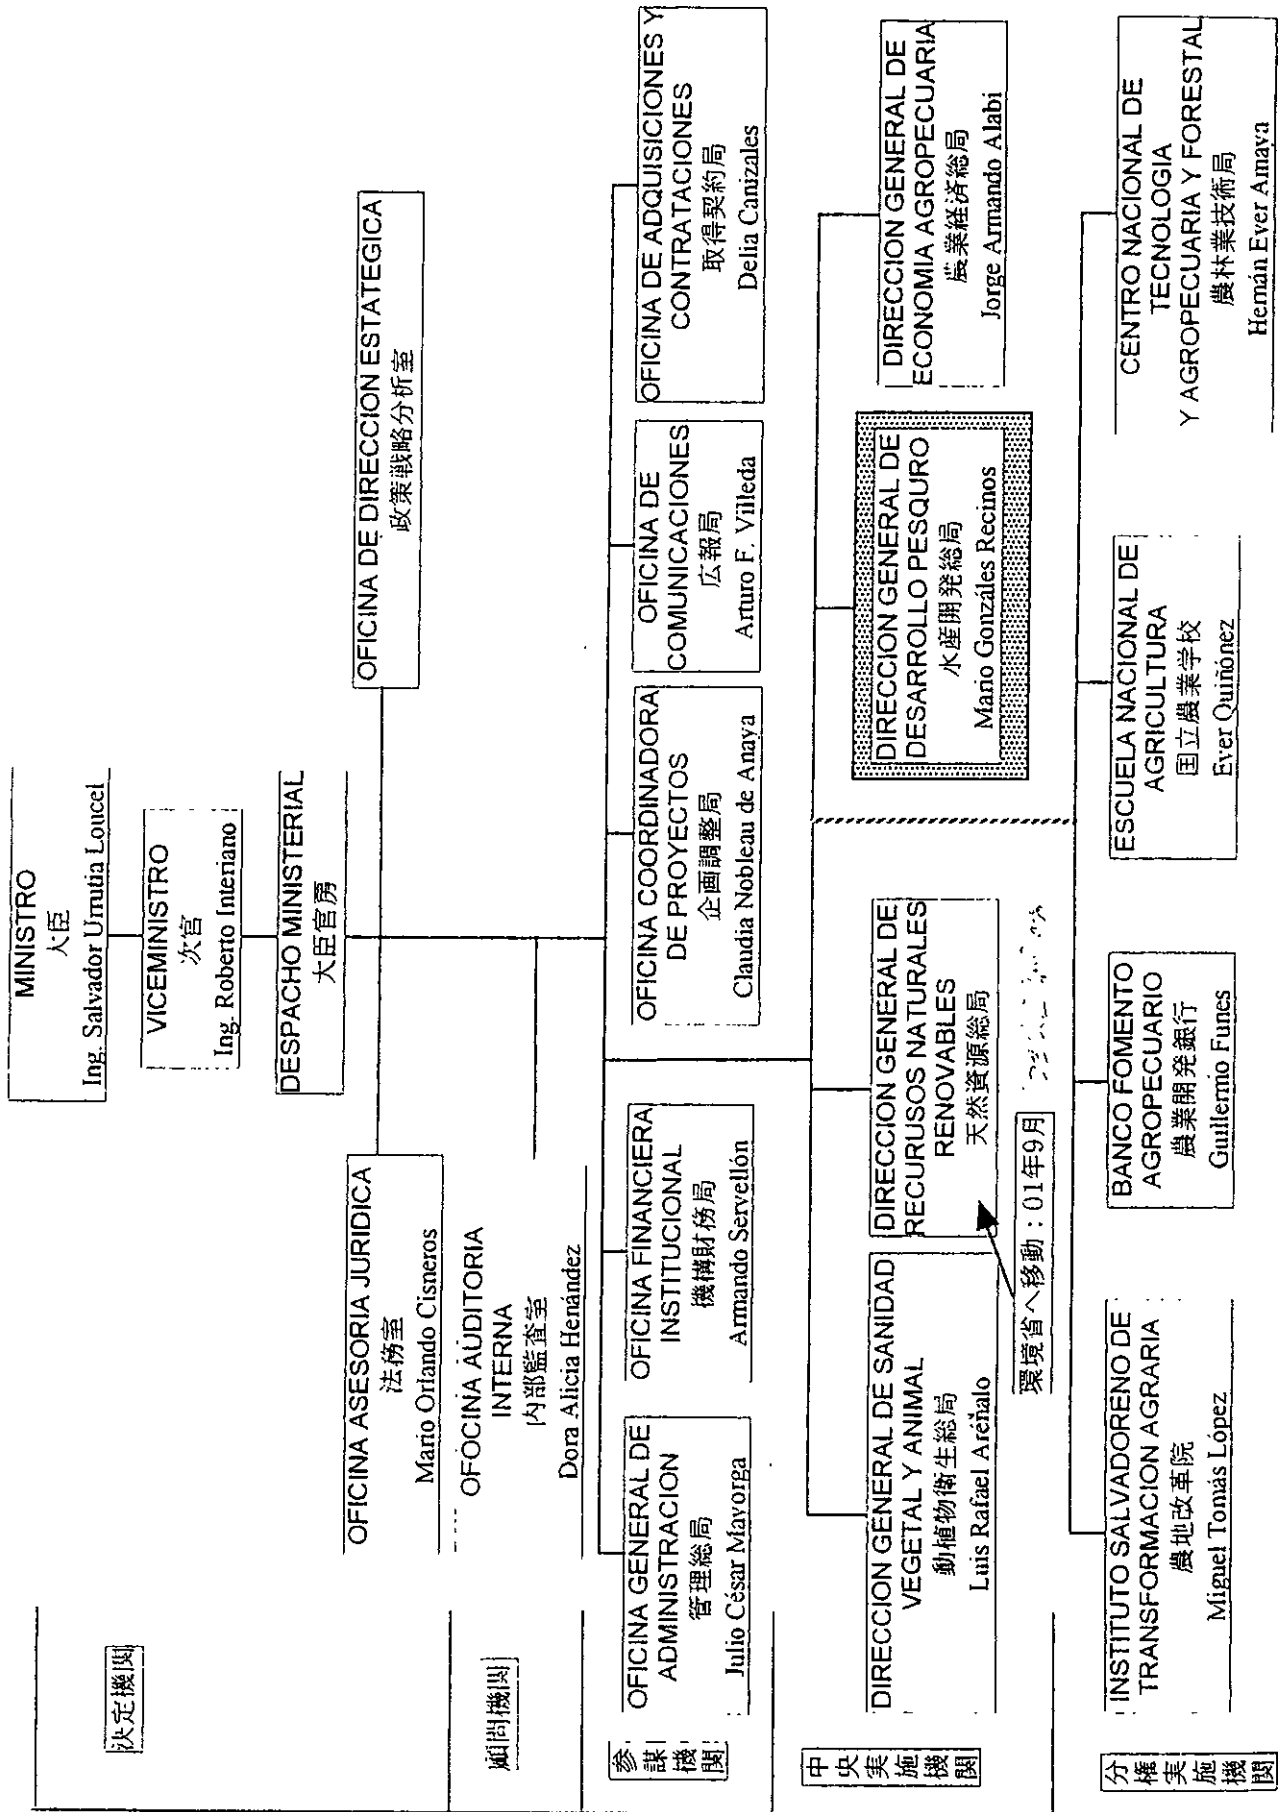 MINISTRO
大臣
Ing. Salvador Urrutia Loucel
VICEMINISTRO
次官
Ing. Roberto Interiano
DESPACHO MINISTERIAL
大臣官房
決定機関
OFICINA ASESORIA JURIDICA
法務室
Mario Orlando Cisneros
OFICINA DE DIRECCION ESTATEGICA
政策戦略分析室
顧問機関
OFOCINA AUDITORIA
INTERNA
内部監査室
Dora Alicia Henández
参謀機関
OFICINA GENERAL DE
ADMINISTRACION
管理総局
Julio César Mayorga
OFICINA FINANCIERA
INSTITUCIONAL
機構財務局
Armando Servellón
OFICINA COORDINADORA
DE PROYECTOS
企画調整局
Claudia Nobleau de Anaya
OFICINA DE
COMUNICACIONES
広報局
Arturo F. Villeda
OFICINA DE ADQUISICIONES Y
CONTRATACIONES
取得契約局
Delia Canizales
中央実施機関
DIRECCION GENERAL DE SANIDAD
VEGETAL Y ANIMAL
動植物衛生総局
Luis Rafael Aréñalo
DIRECCION GENERAL DE
RECURUSOS NATURALES
RENOVABLES
天然資源総局
DIRECCION GENERAL DE
DESARROLLO PESQURO
水産開発総局
Mario Gonzáles Recinos
DIRECCION GENERAL DE
ECONOMIA AGROPECUARIA
農業経済総局
Jorge Armando Alabi
環境省へ移動：01年9月
分権実施機関
INSTITUTO SALVADORENO DE
TRANSFORMACION AGRARIA
農地改革院
Miguel Tomás López
BANCO FOMENTO
AGROPECUARIO
農業開発銀行
Guillermo Funes
ESCUELA NACIONAL DE
AGRICULTURA
国立農業学校
Ever Quiñónez
CENTRO NACIONAL DE
TECNOLOGIA
Y AGROPECUARIA Y FORESTAL
農林業技術局
Hernán Ever Amaya